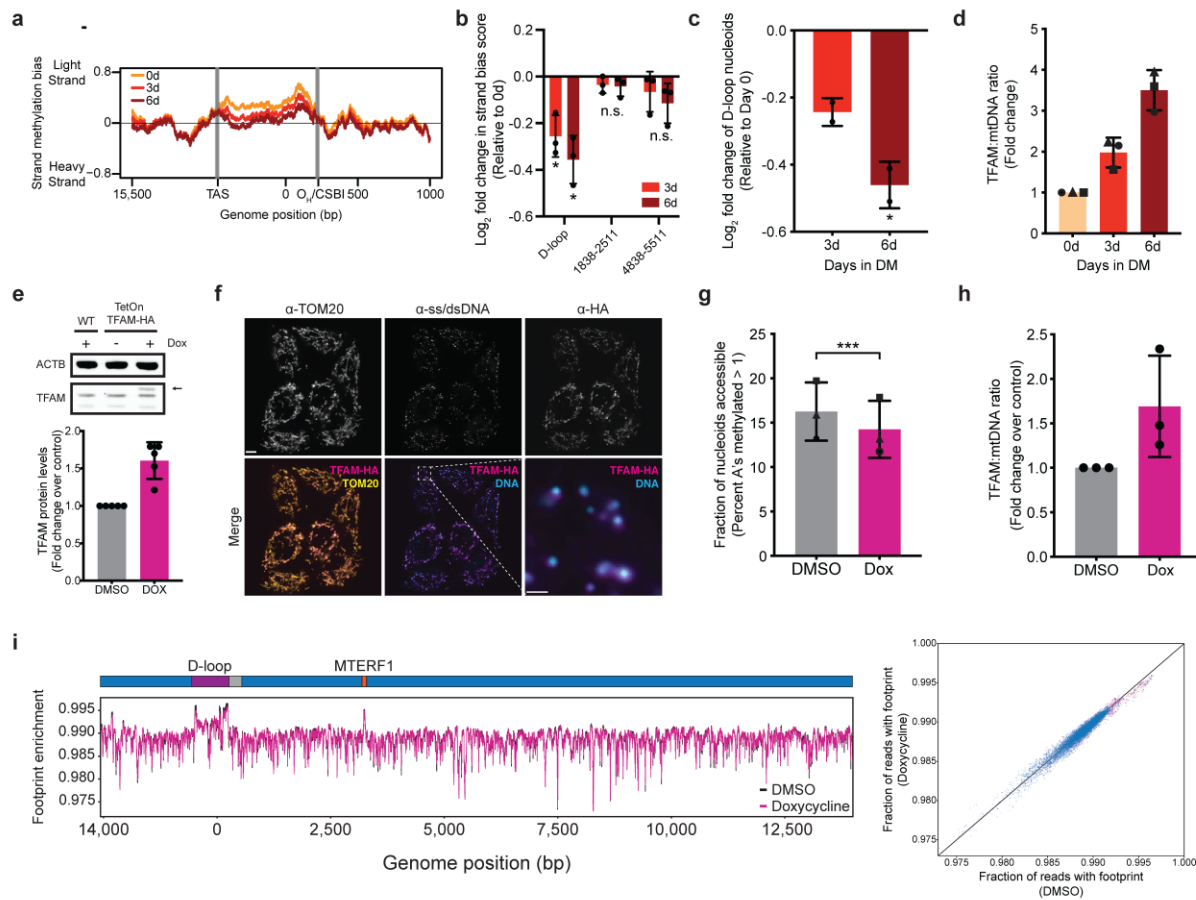 a
-
Strand methylation bias
Light
Strand
Heavy
Strand
0.8
0
−0.8
0d
3d
6d
15,500
TAS
0
O_H/CSBI
500
1000
Genome position (bp)
b
Log₂ fold change in strand bias score
(Relative to 0d)
0.2
0.0
-0.2
-0.4
-0.6
*
*
n.s.
n.s.
3d
6d
D-loop
1838-2511
4838-5511
c
Log₂ fold change of D-loop nucleoids
(Relative to Day 0)
0.0
-0.2
-0.4
-0.6
*
3d
6d
Days in DM
d
TFAM:mtDNA ratio
(Fold change)
5
4
3
2
1
0
0d
3d
6d
Days in DM
e
TetOn
WT TFAM-HA
+ - + Dox
ACTB
TFAM
←
TFAM protein levels
(Fold change over control)
2.0
1.5
1.0
0.5
0.0
DMSO
DOX
f
α-TOM20
α-ss/dsDNA
α-HA
Merge
TFAM-HA
TOM20
TFAM-HA
DNA
TFAM-HA
DNA
g
Fraction of nucleoids accessible
(Percent A's methylated > 1)
25
20
15
10
5
0
***
DMSO
Dox
h
TFAM:mtDNA ratio
(Fold change over control)
2.5
2.0
1.5
1.0
0.5
0.0
DMSO
Dox
i
D-loop
MTERF1
Footprint enrichment
0.995
0.990
0.985
0.980
0.975
DMSO
Doxycycline
14,000
0
2,500
5,000
7,500
10,000
12,500
Genome position (bp)
Fraction of reads with footprint
(Doxycycline)
1.000
0.995
0.990
0.985
0.980
0.975
0.975
0.980
0.985
0.990
0.995
1.000
Fraction of reads with footprint
(DMSO)